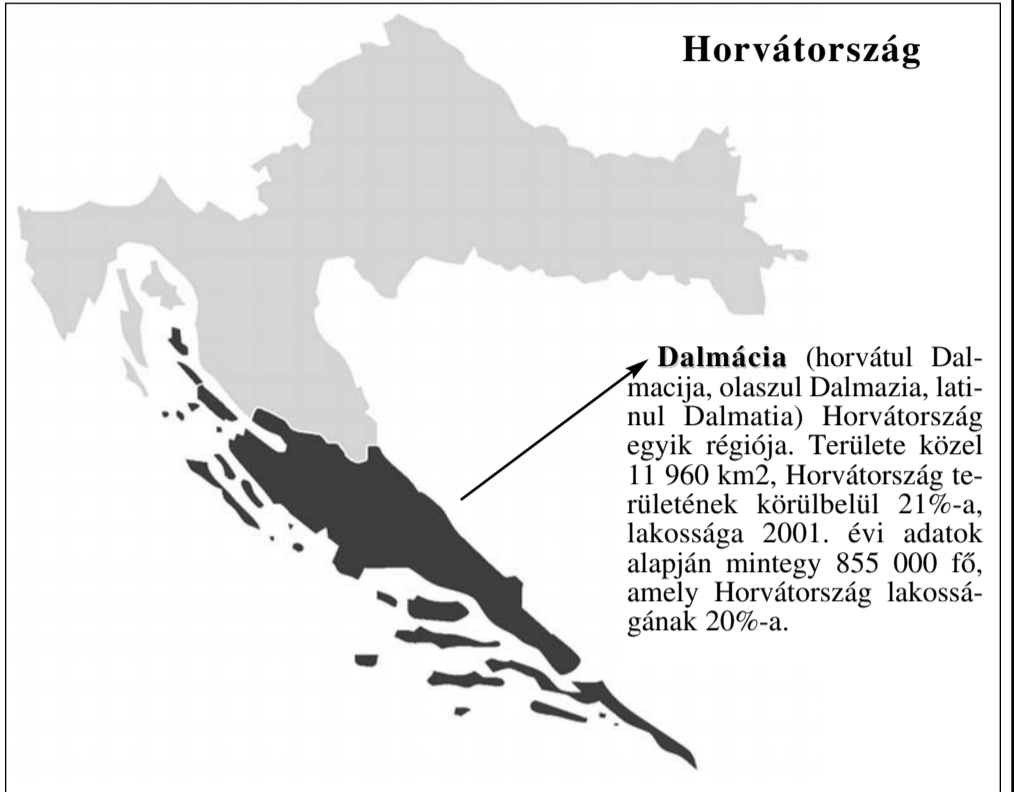 Horvátország
Dalmácia (horvátul Dal-
macija, olaszul Dalmazia, lati-
nul Dalmatia) Horvátország
egyik régiója. Területe közel
11 960 km2, Horvátország te-
rületének körülbelül 21%-a,
lakossága 2001. évi adatok
alapján mintegy 855 000 fő,
amely Horvátország lakossá-
gának 20%-a.